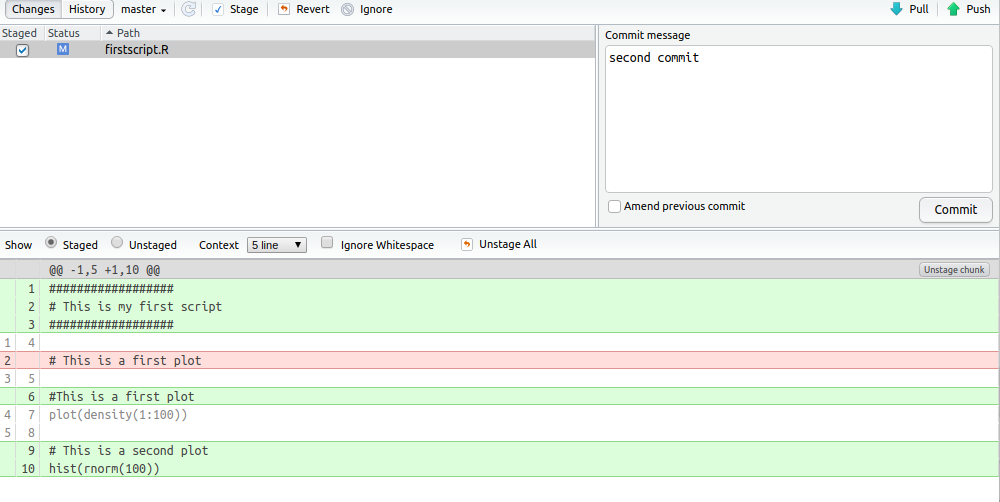 Changes History master Stage Revert Ignore Pull Push
Staged Status Path
M firstscript.R
Commit message
second commit
Amend previous commit Commit
Show Staged Unstaged Context 5 line Ignore Whitespace Unstage All
@@ -1,5 +1,10 @@ Unstage chunk
1 ##################
2 # This is my first script
3 ##################
1 4
2 # This is a first plot
3 5
6 #This is a first plot
4 7 plot(density(1:100))
5 8
9 # This is a second plot
10 hist(rnorm(100))